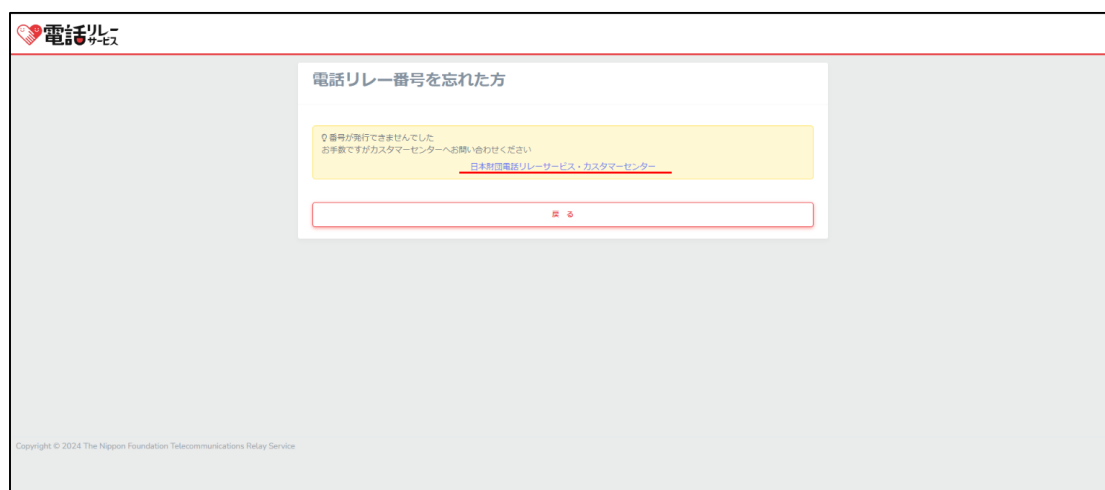 電話リレーサービス
電話リレー番号を忘れた方
番号が発行できませんでした
お手数ですがカスタマーセンターへお問い合わせください
日本財団電話リレーサービス・カスタマーセンター
戻 る
Copyright © 2024 The Nippon Foundation Telecommunications Relay Service